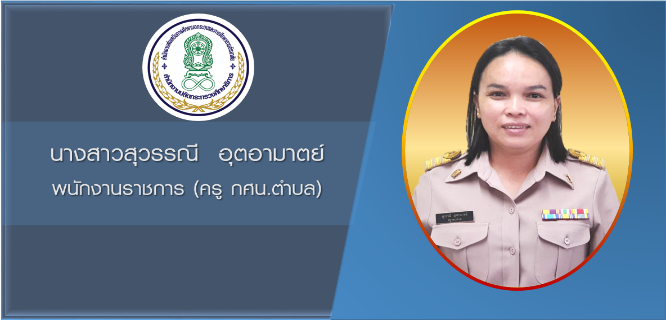 นางสาวสุวรรณี อุตอามาตย์
พนักงานราชการ (ครู กศน.ตำบล)